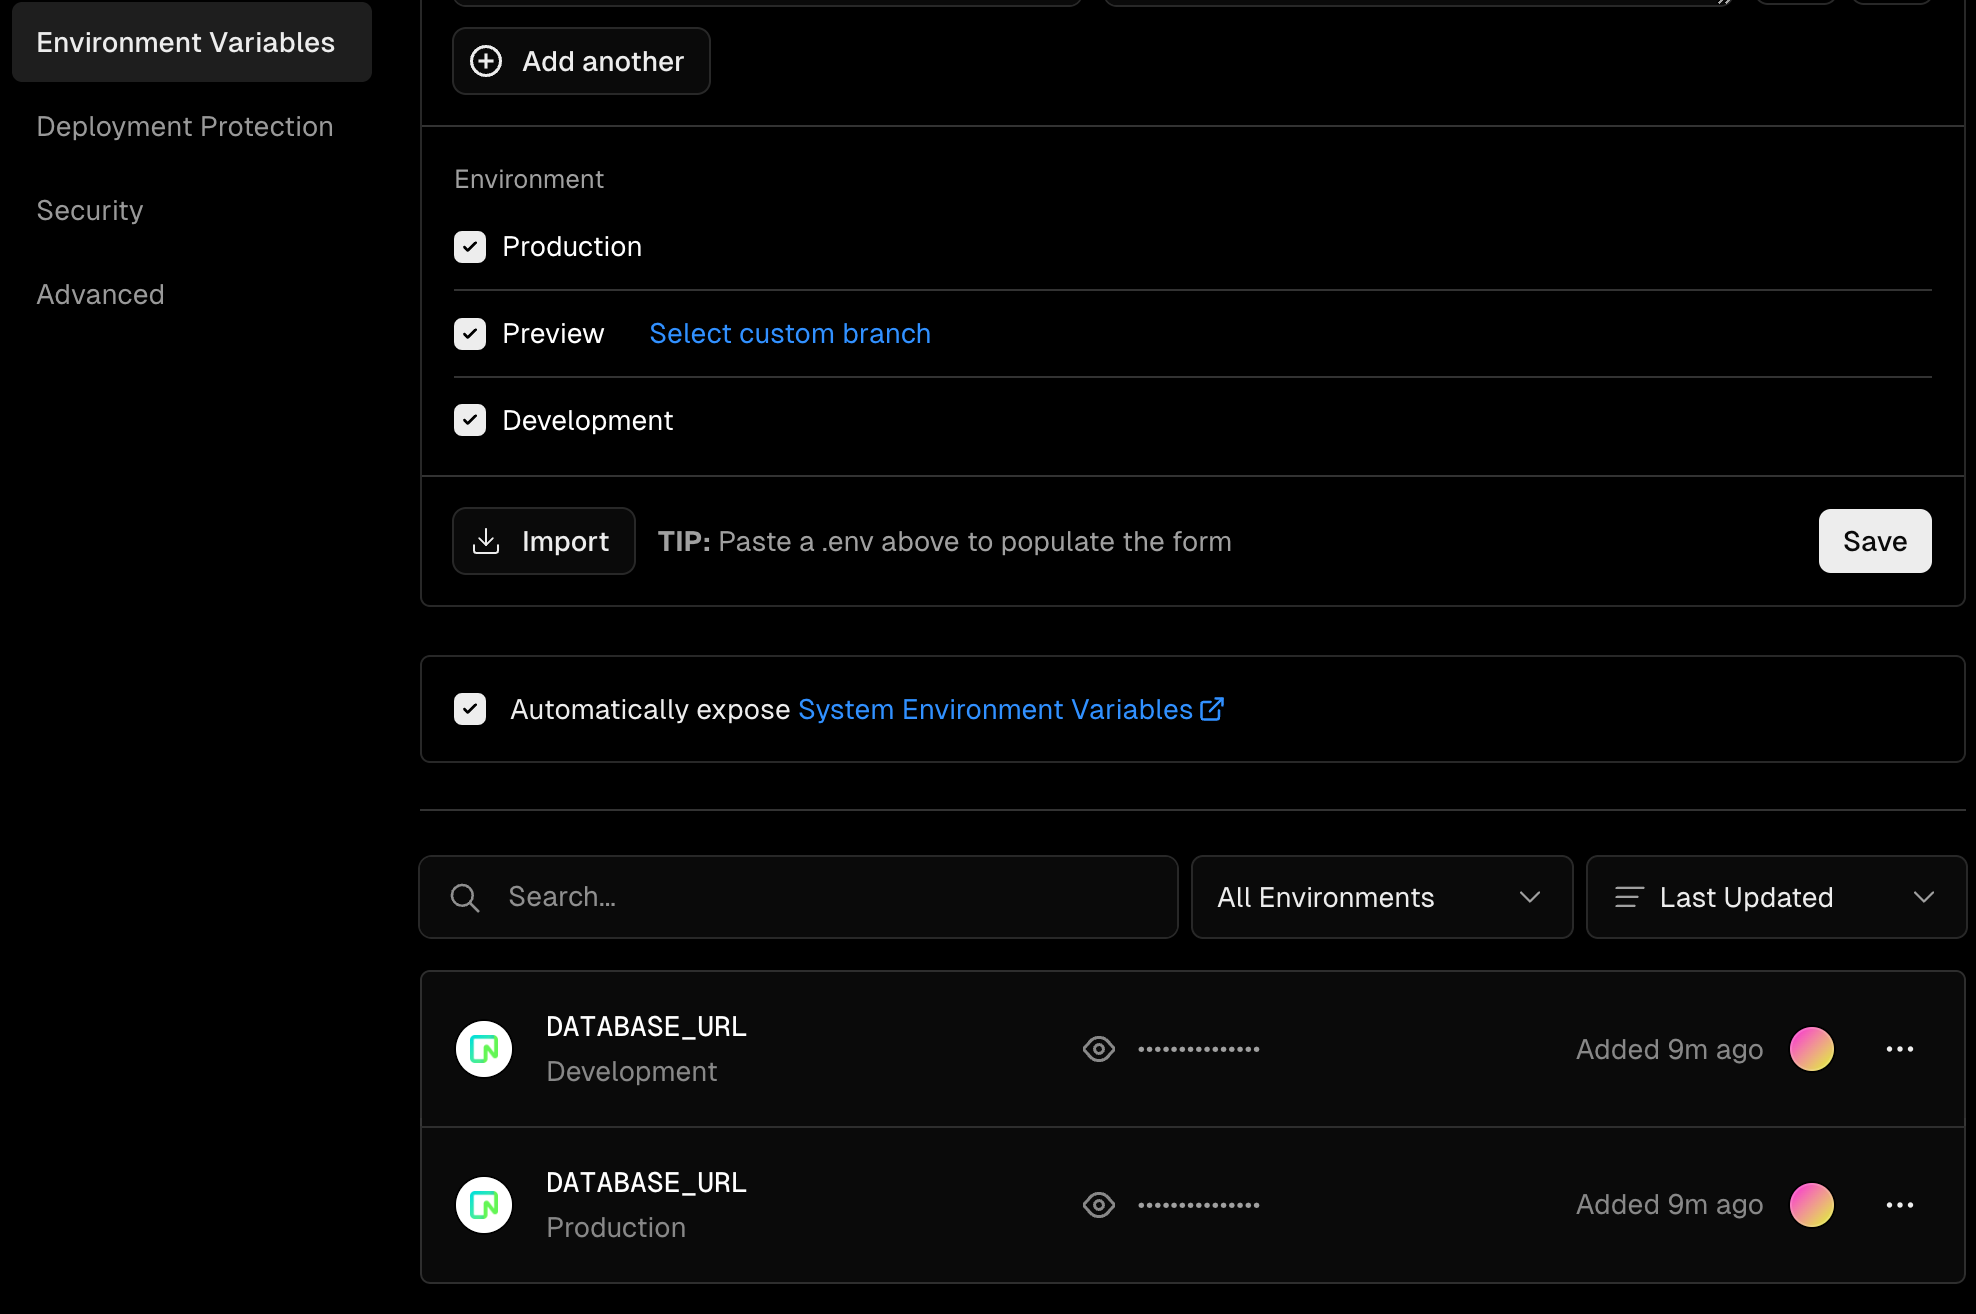 Environment Variables
Deployment Protection
Security
Advanced
Add another
Environment
Production
Preview Select custom branch
Development
Import TIP: Paste a .env above to populate the form Save
Automatically expose System Environment Variables
Search... All Environments Last Updated
DATABASE_URL
Development
•••••••••••••• Added 9m ago
DATABASE_URL
Production
•••••••••••••• Added 9m ago